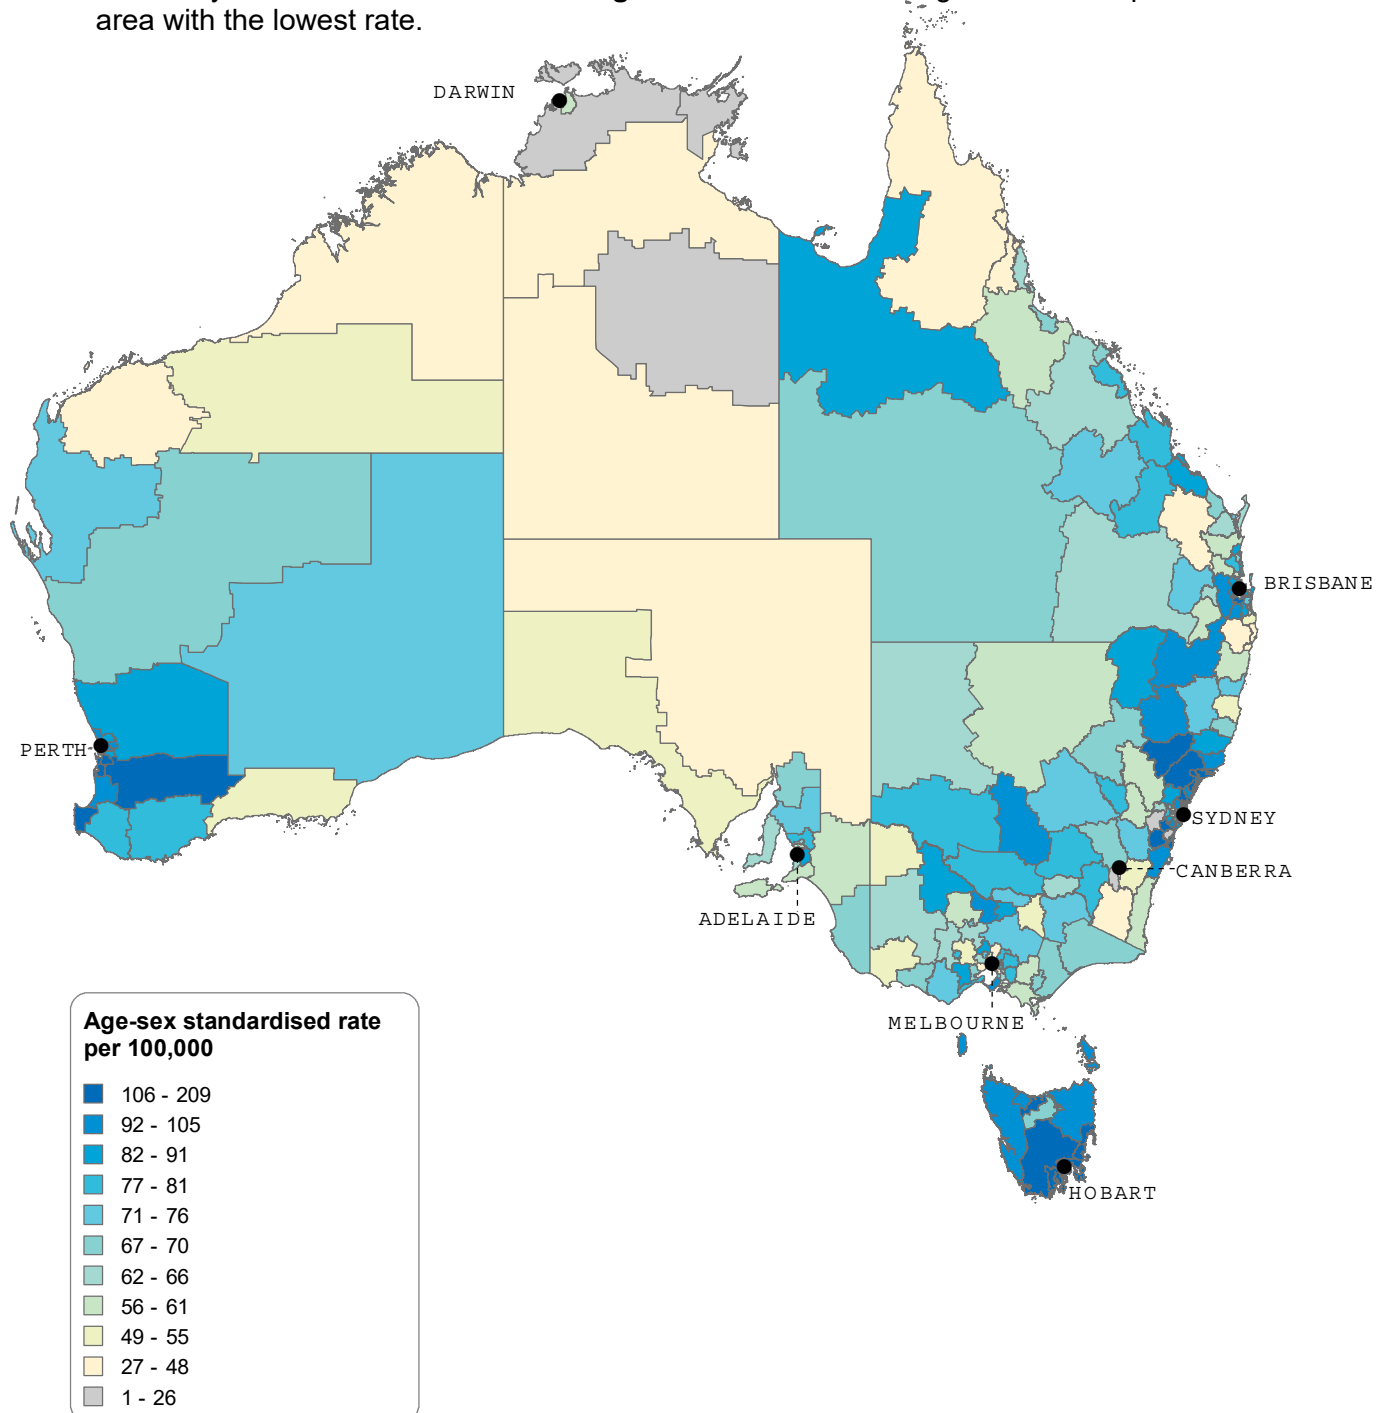 area with the lowest rate.
DARWIN
BRISBANE
PERTH
SYDNEY
CANBERRA
ADELAIDE
MELBOURNE
HOBART
Age-sex standardised rate
per 100,000
106 - 209
92 - 105
82 - 91
77 - 81
71 - 76
67 - 70
62 - 66
56 - 61
49 - 55
27 - 48
1 - 26